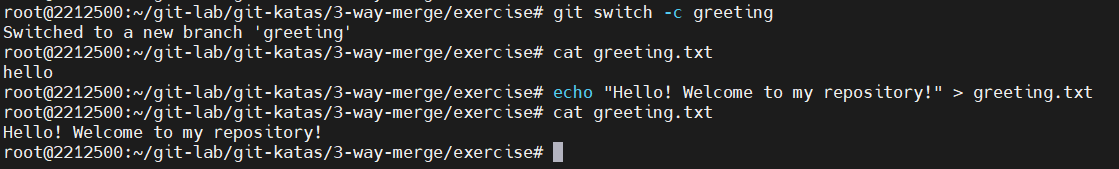 root@2212500:~/git-lab/git-katas/3-way-merge/exercise# git switch -c greeting
Switched to a new branch 'greeting'
root@2212500:~/git-lab/git-katas/3-way-merge/exercise# cat greeting.txt
hello
root@2212500:~/git-lab/git-katas/3-way-merge/exercise# echo "Hello! Welcome to my repository!" > greeting.txt
root@2212500:~/git-lab/git-katas/3-way-merge/exercise# cat greeting.txt
Hello! Welcome to my repository!
root@2212500:~/git-lab/git-katas/3-way-merge/exercise#